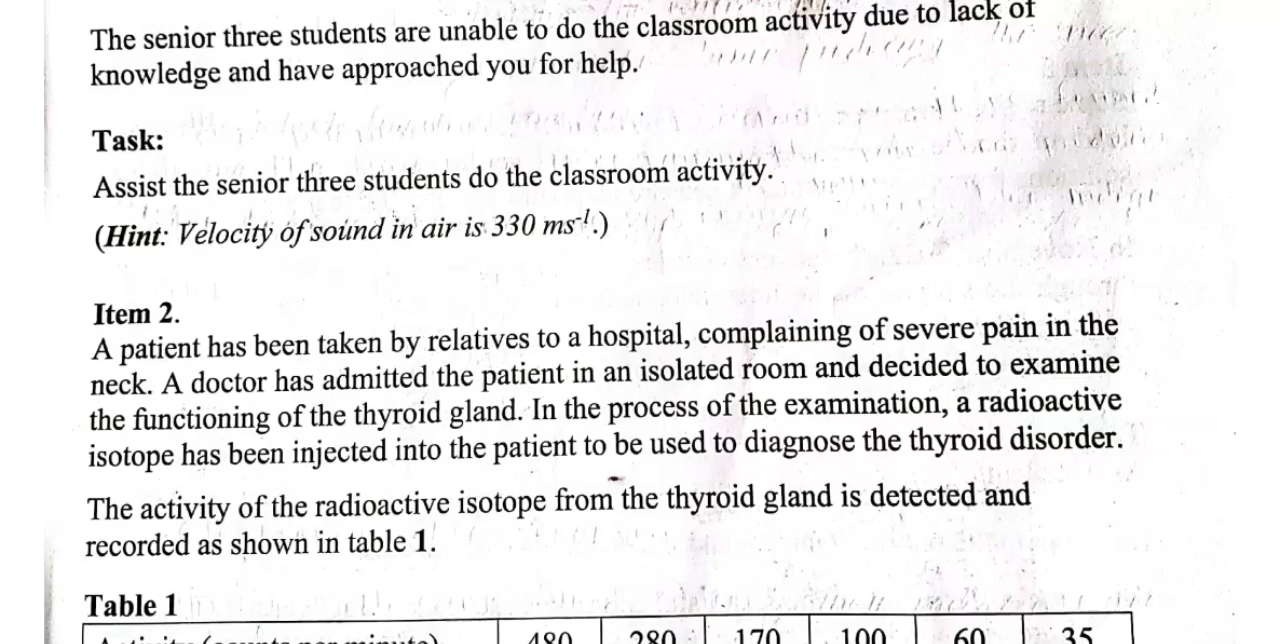 The senior three students are unable to do the classroom activity due to lack of
knowledge and have approached you for help.
Task:
Assist the senior three students do the classroom activity.
(Hint: Velocity of sound in air is 330 ms⁻¹.)
Item 2.
A patient has been taken by relatives to a hospital, complaining of severe pain in the
neck. A doctor has admitted the patient in an isolated room and decided to examine
the functioning of the thyroid gland. In the process of the examination, a radioactive
isotope has been injected into the patient to be used to diagnose the thyroid disorder.
The activity of the radioactive isotope from the thyroid gland is detected and
recorded as shown in table 1.
Table 1
Activity (counts per minute) 480 280 170 100 60 35